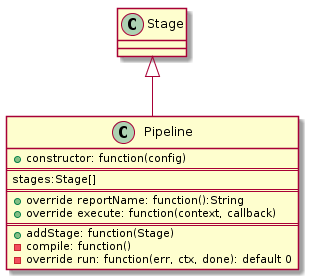 C Stage
C Pipeline
constructor: function(config)
stages:Stage[]
override reportName: function():String
override execute: function(context, callback)
addStage: function(Stage)
compile: function()
override run: function(err, ctx, done): default 0